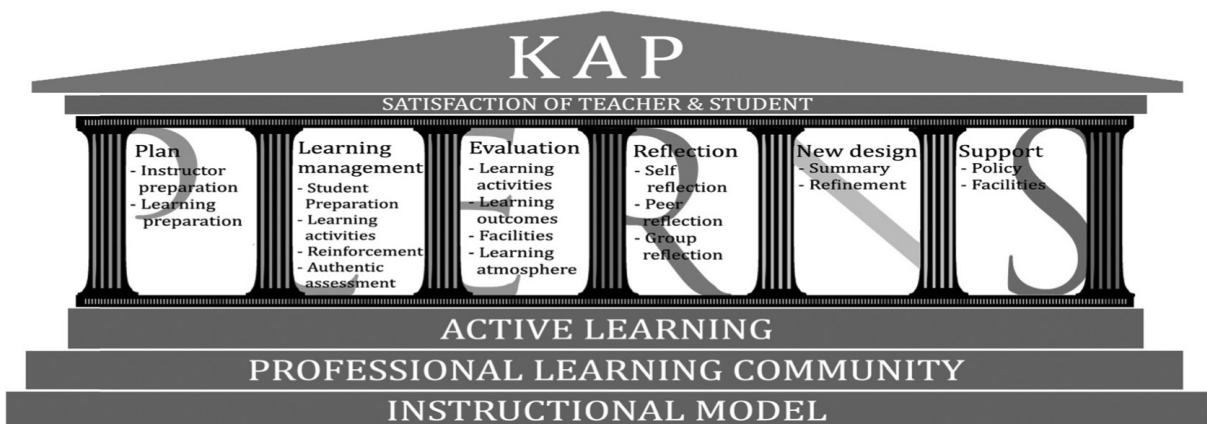 KAP
SATISFACTION OF TEACHER & STUDENT
P L E R N S
Plan
- Instructor
preparation
- Learning
preparation
Learning
management
- Student
Preparation
- Learning
activities
- Reinforcement
- Authentic
assessment
Evaluation
- Learning
activities
- Learning
outcomes
- Facilities
- Learning
atmosphere
Reflection
- Self
reflection
- Peer
reflection
- Group
reflection
New design
- Summary
- Refinement
Support
- Policy
- Facilities
ACTIVE LEARNING
PROFESSIONAL LEARNING COMMUNITY
INSTRUCTIONAL MODEL